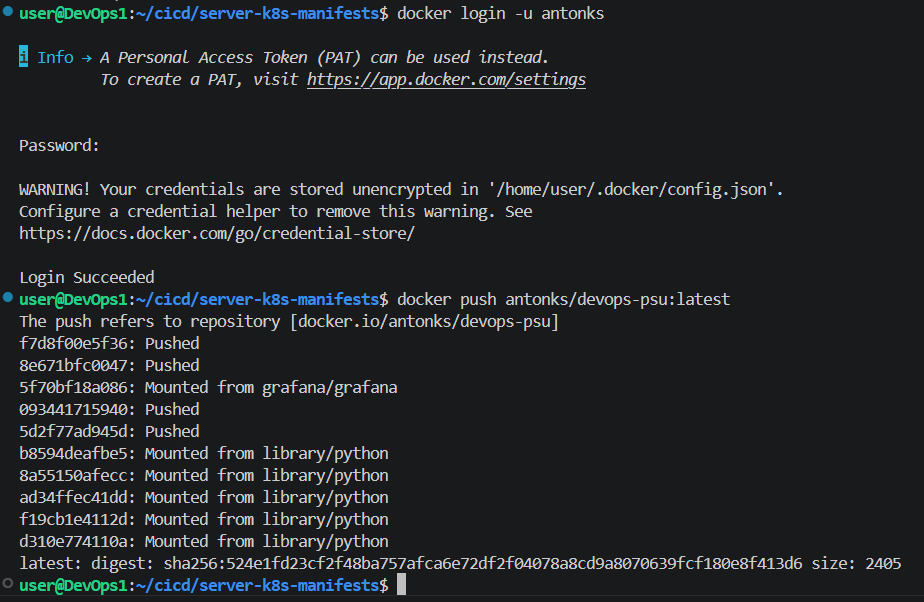 user@DevOps1:~/cicd/server-k8s-manifests$ docker login -u antonks
i Info → A Personal Access Token (PAT) can be used instead.
To create a PAT, visit https://app.docker.com/settings
Password:
WARNING! Your credentials are stored unencrypted in '/home/user/.docker/config.json'.
Configure a credential helper to remove this warning. See
https://docs.docker.com/go/credential-store/
Login Succeeded
user@DevOps1:~/cicd/server-k8s-manifests$ docker push antonks/devops-psu:latest
The push refers to repository [docker.io/antonks/devops-psu]
f7d8f00e5f36: Pushed
8e671bfc0047: Pushed
5f70bf18a086: Mounted from grafana/grafana
093441715940: Pushed
5d2f77ad945d: Pushed
b8594deafbe5: Mounted from library/python
8a55150afecc: Mounted from library/python
ad34ffec41dd: Mounted from library/python
f19cb1e4112d: Mounted from library/python
d310e774110a: Mounted from library/python
latest: digest: sha256:524e1fd23cf2f48ba757afca6e72df2f04078a8cd9a8070639fcf180e8f413d6 size: 2405
user@DevOps1:~/cicd/server-k8s-manifests$